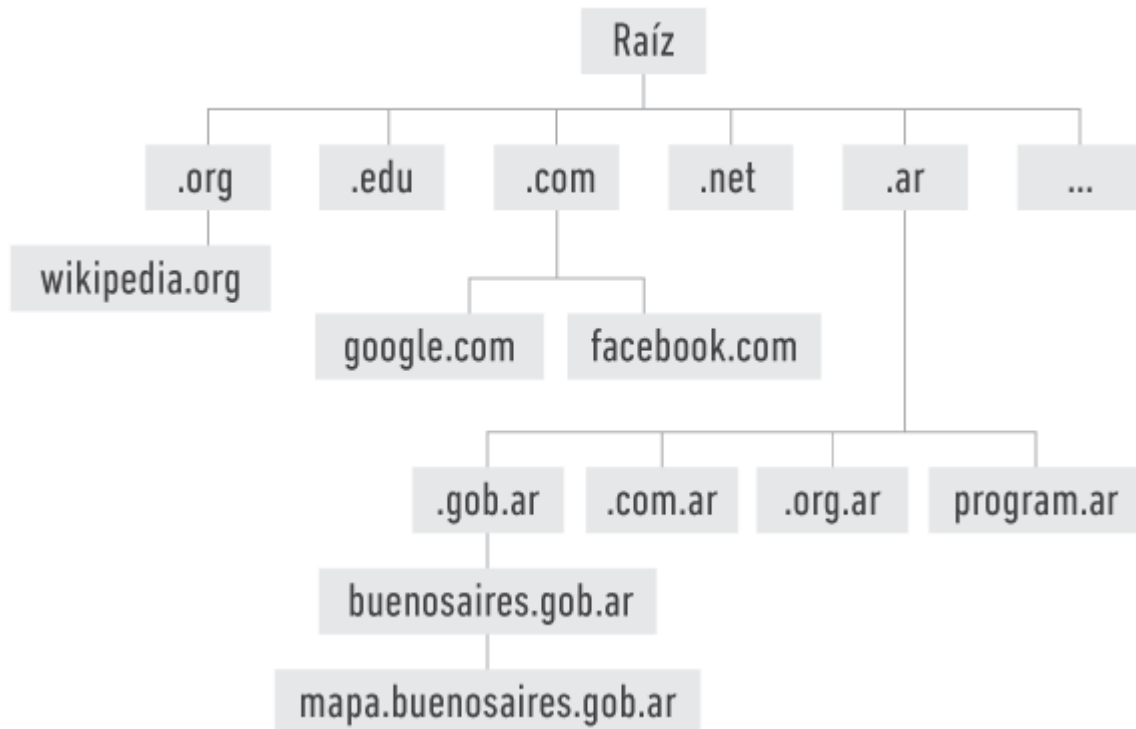 Raíz
.org
.edu
.com
.net
.ar
...
wikipedia.org
google.com
facebook.com
.gob.ar
.com.ar
.org.ar
program.ar
buenosaires.gob.ar
mapa.buenosaires.gob.ar